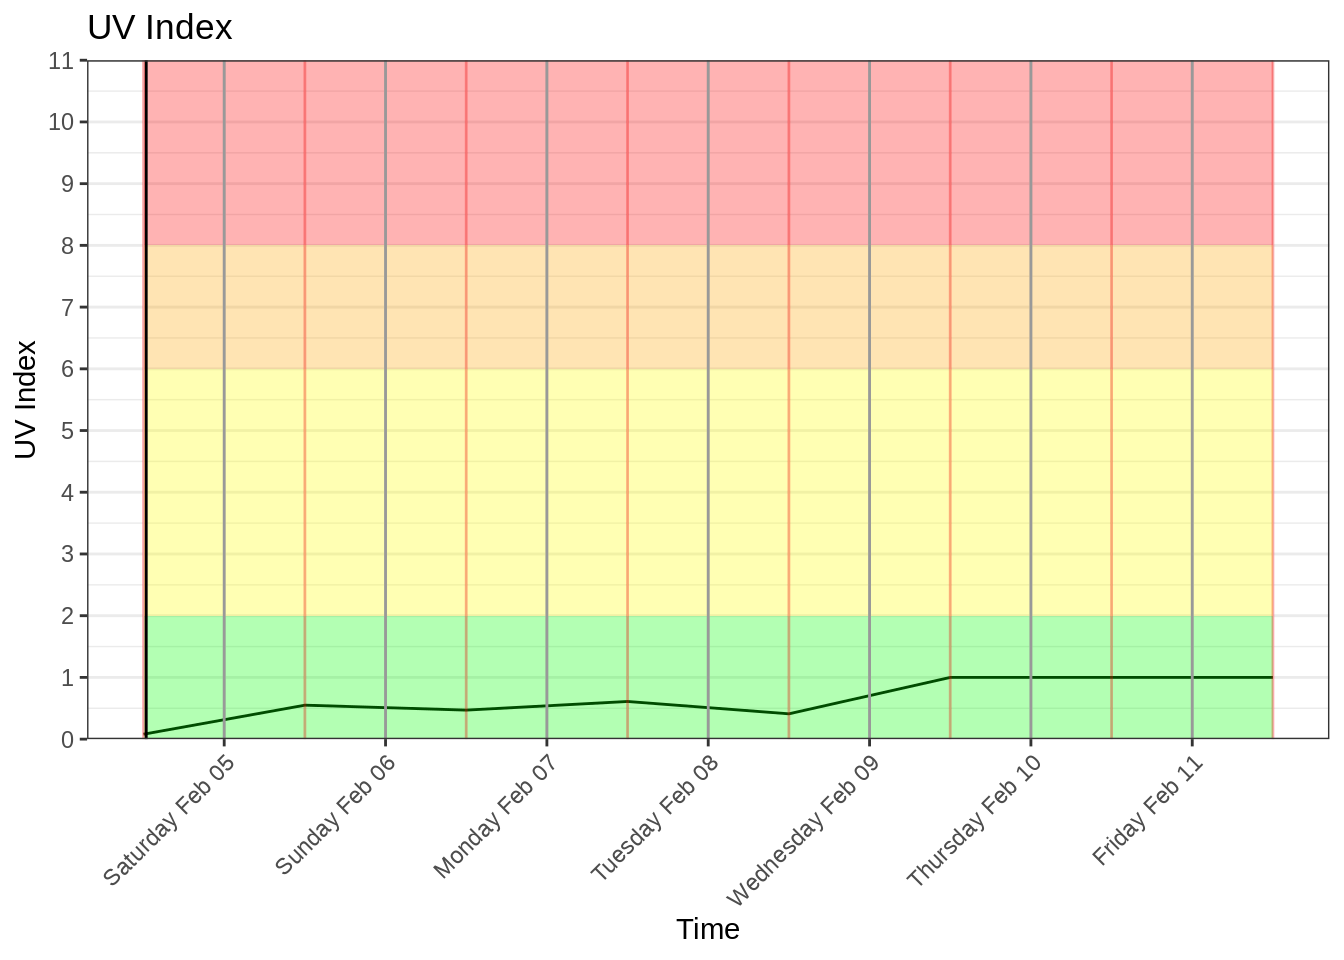 UV Index
11
10
9
8
7
6
5
4
3
2
1
0
UV Index
Saturday Feb 05
Sunday Feb 06
Monday Feb 07
Tuesday Feb 08
Wednesday Feb 09
Thursday Feb 10
Friday Feb 11
Time